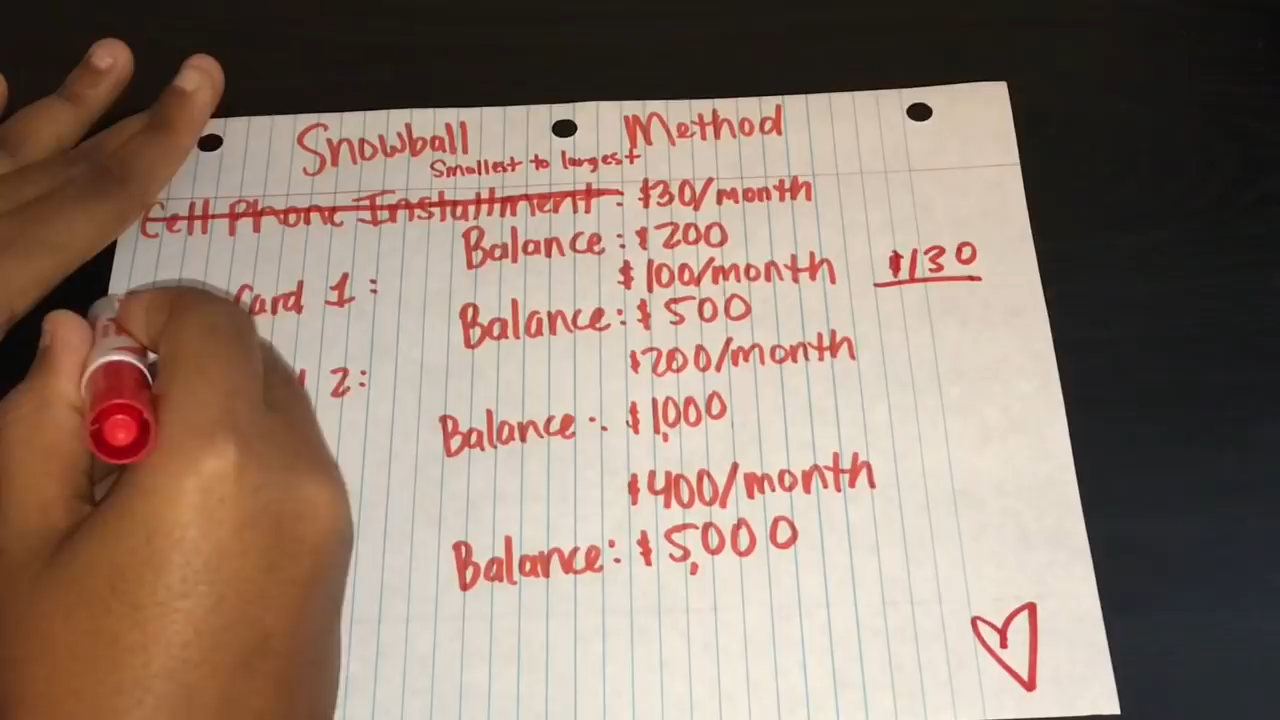 Snowball Method
Smallest to largest
Cell Phone Installment: $30/month
Balance: $200
$100/month $130
Card 1:
Balance: $500
$200/month
2:
Balance: $1,000
$400/month
Balance: $5,000